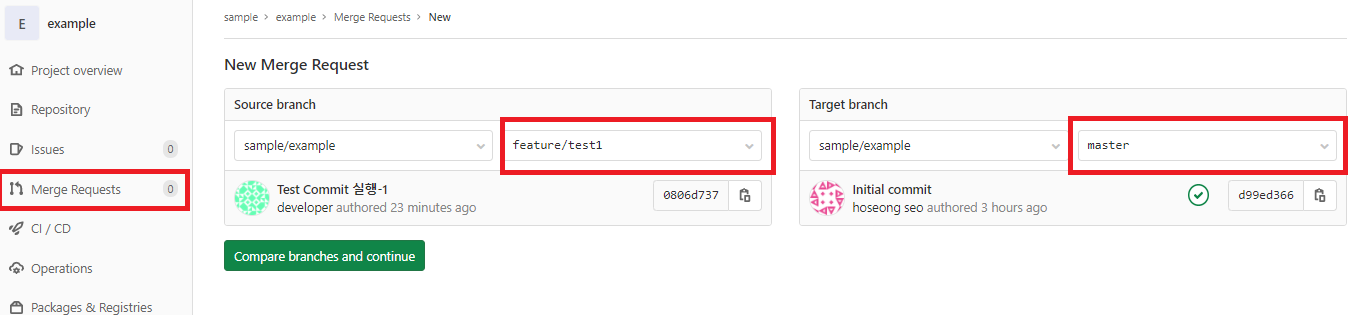 E example
sample > example > Merge Requests > New
Project overview
Repository
Issues 0
Merge Requests 0
CI / CD
Operations
Packages & Registries
New Merge Request
Source branch
sample/example feature/test1
Test Commit 실행-1
developer authored 23 minutes ago
0806d737
Target branch
sample/example master
Initial commit
hoseong seo authored 3 hours ago
d99ed366
Compare branches and continue